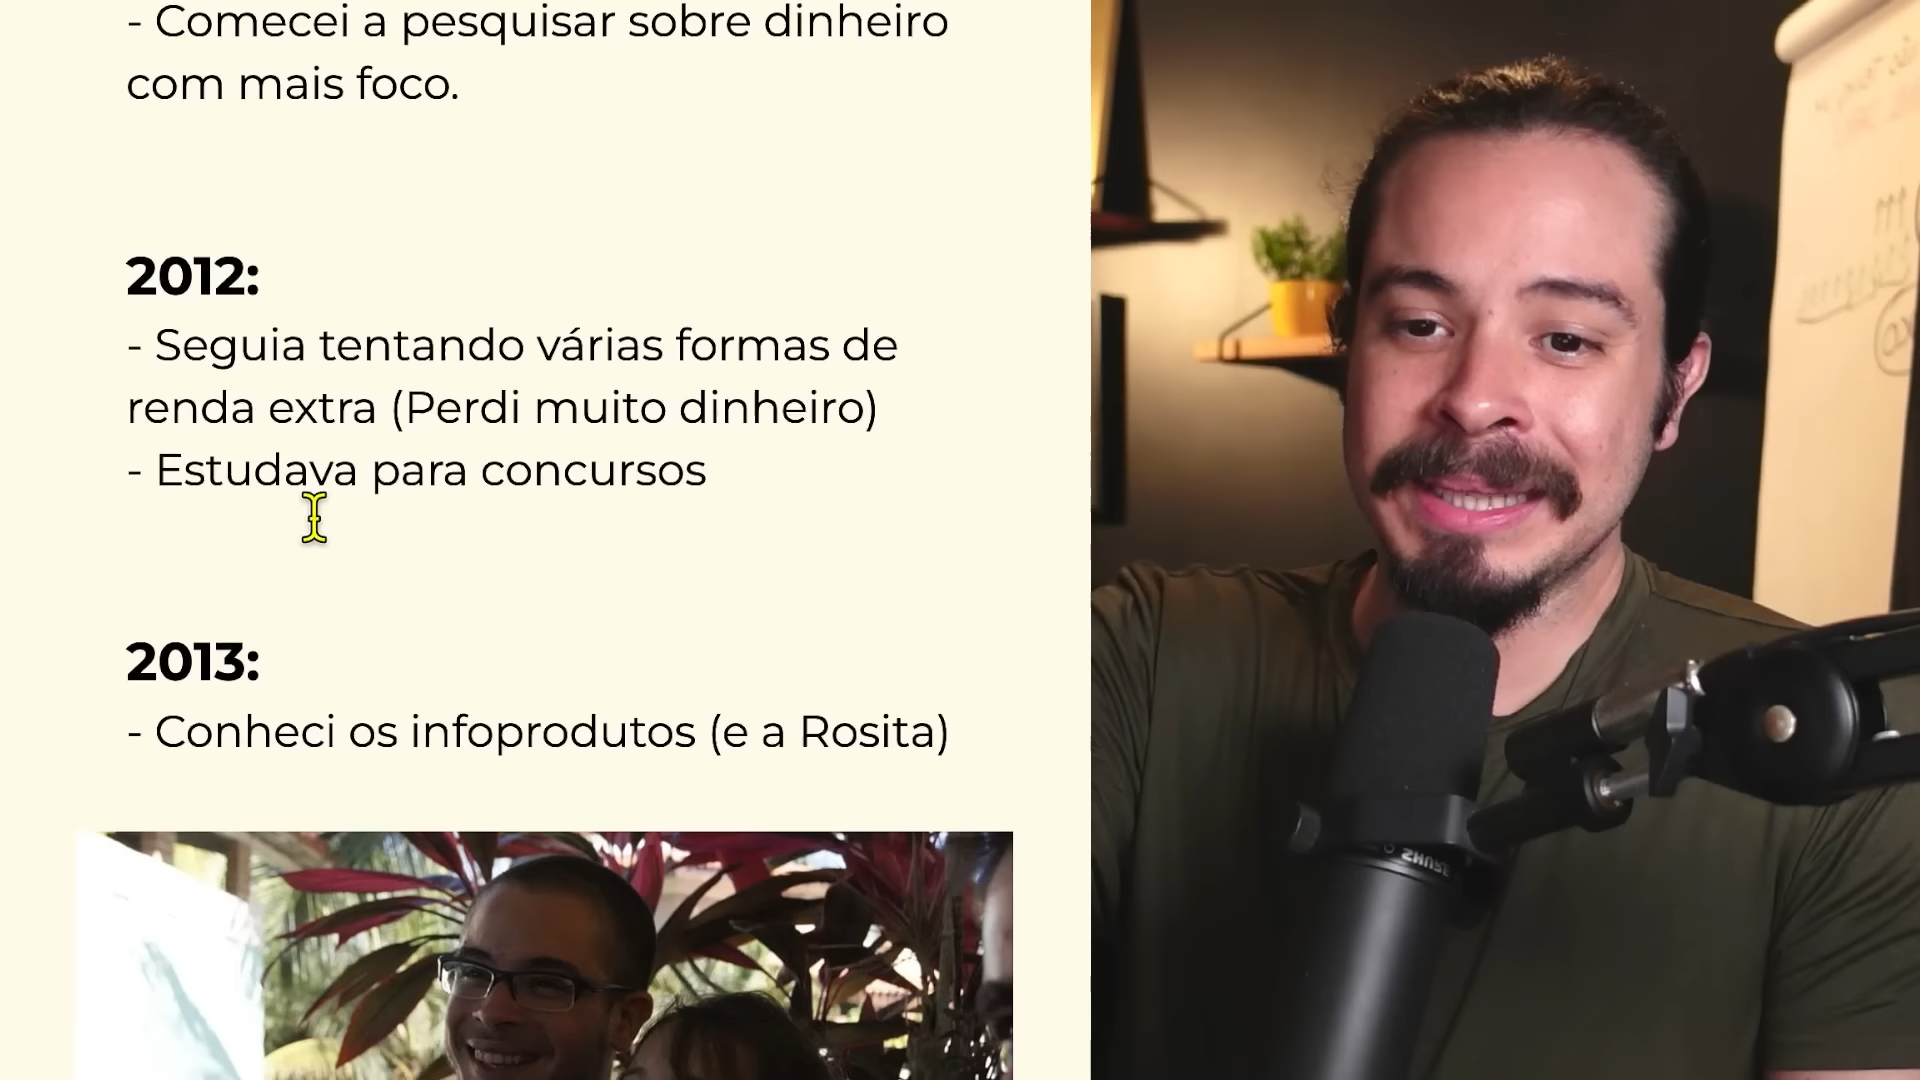 - Comecei a pesquisar sobre dinheiro
com mais foco.
2012:
- Seguia tentando várias formas de
renda extra (Perdi muito dinheiro)
- Estudava para concursos
2013:
- Conheci os infoprodutos (e a Rosita)
SHURE